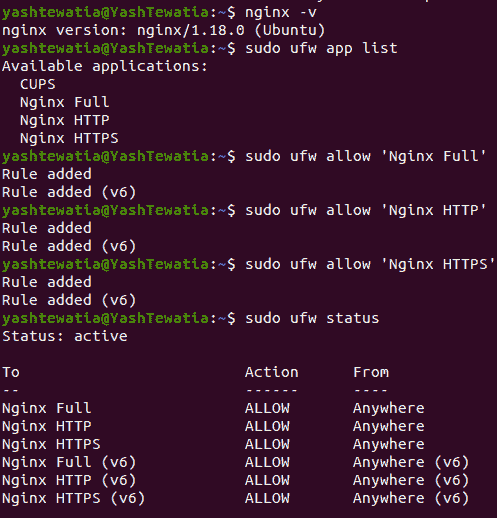 yashtewatia@YashTewatia:~$ nginx -v
nginx version: nginx/1.18.0 (Ubuntu)
yashtewatia@YashTewatia:~$ sudo ufw app list
Available applications:
  CUPS
  Nginx Full
  Nginx HTTP
  Nginx HTTPS
yashtewatia@YashTewatia:~$ sudo ufw allow 'Nginx Full'
Rule added
Rule added (v6)
yashtewatia@YashTewatia:~$ sudo ufw allow 'Nginx HTTP'
Rule added
Rule added (v6)
yashtewatia@YashTewatia:~$ sudo ufw allow 'Nginx HTTPS'
Rule added
Rule added (v6)
yashtewatia@YashTewatia:~$ sudo ufw status
Status: active

To                         Action      From
--                         ------      ----
Nginx Full                 ALLOW       Anywhere
Nginx HTTP                 ALLOW       Anywhere
Nginx HTTPS                ALLOW       Anywhere
Nginx Full (v6)            ALLOW       Anywhere (v6)
Nginx HTTP (v6)            ALLOW       Anywhere (v6)
Nginx HTTPS (v6)           ALLOW       Anywhere (v6)